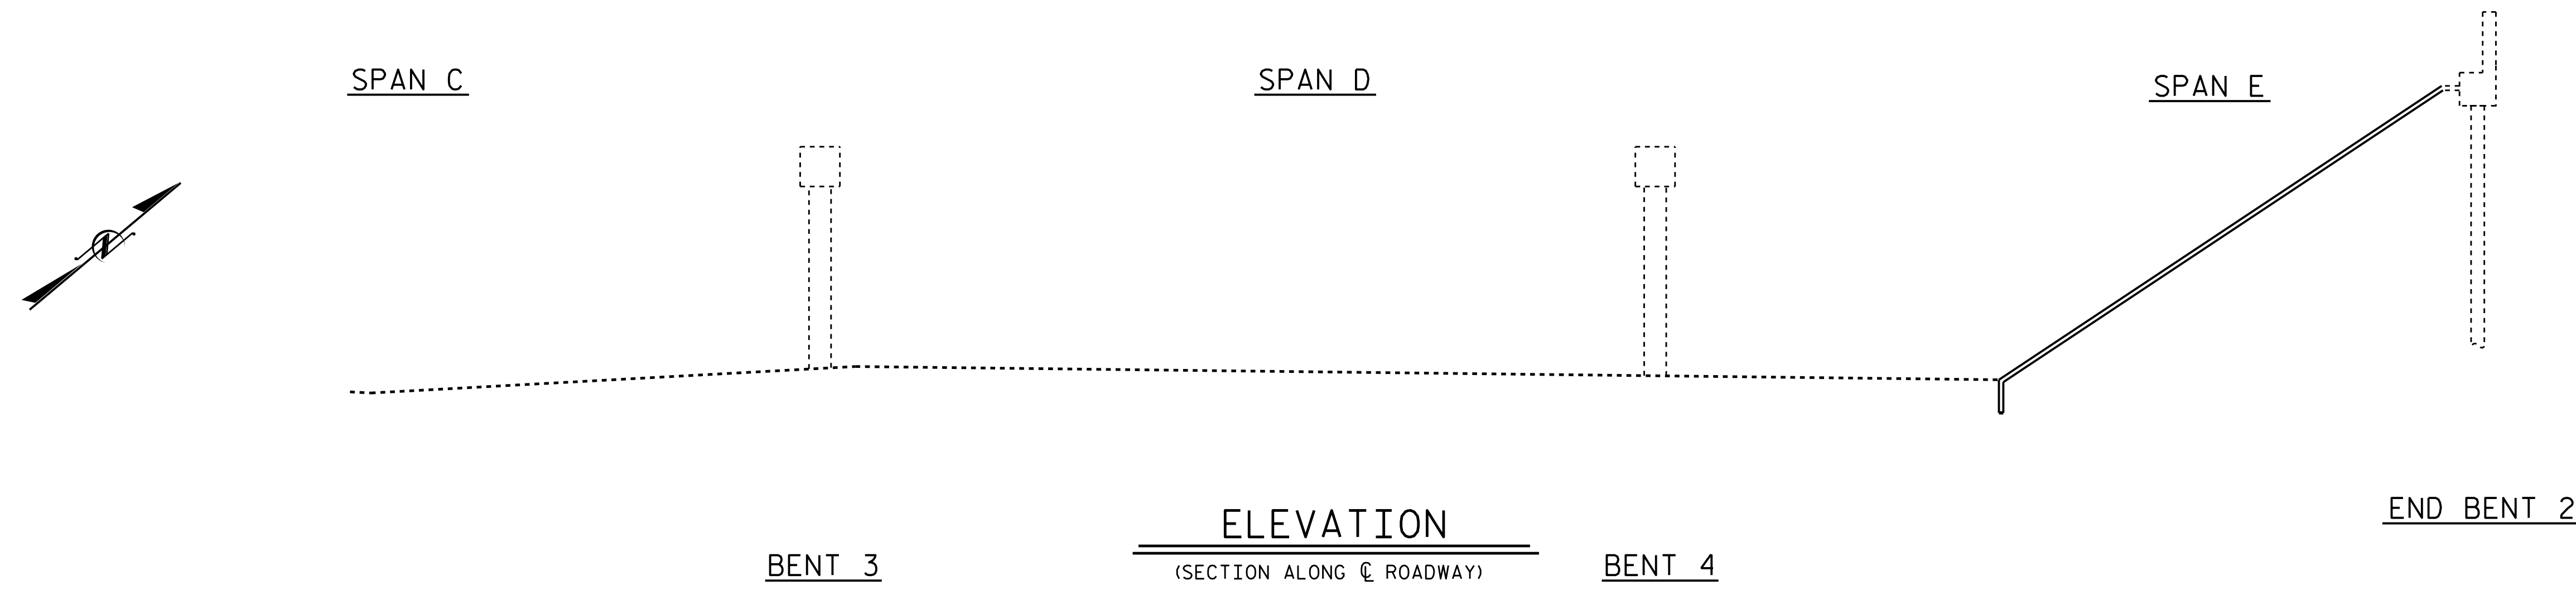 SPAN C
SPAN D
SPAN E
N
BENT 3
ELEVATION
(SECTION ALONG ℄ ROADWAY)
BENT 4
END BENT 2